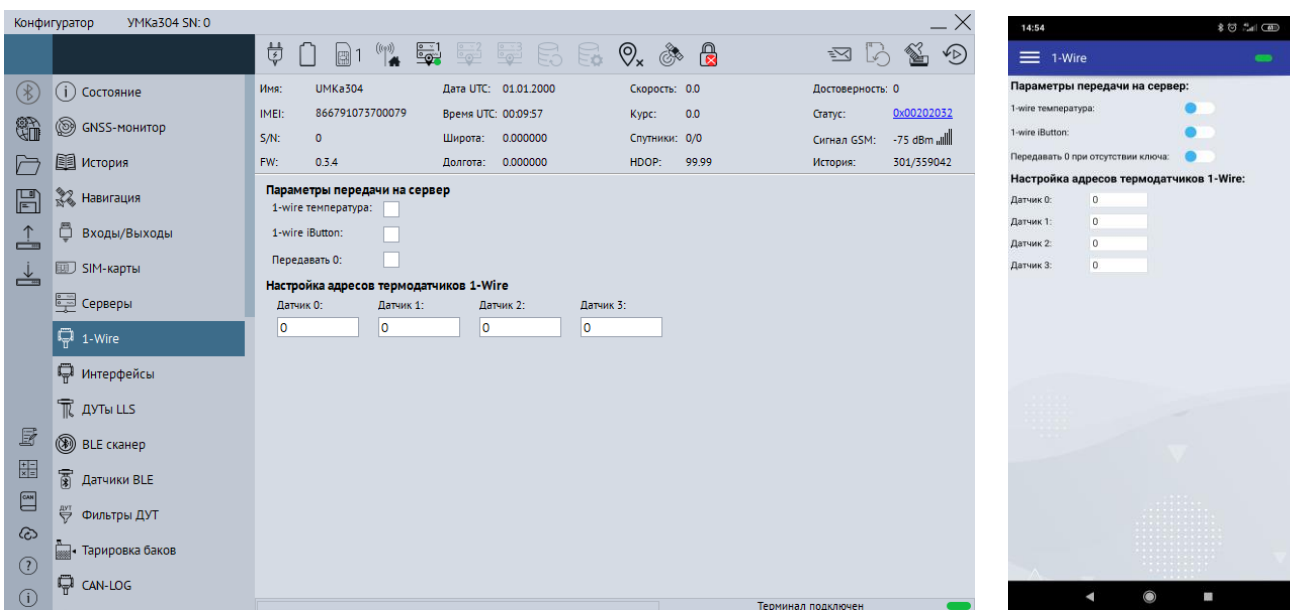 Конфигуратор УМКа304 SN: 0
1
Состояние
GNSS-монитор
История
Навигация
Входы/Выходы
SIM-карты
Серверы
1-Wire
Интерфейсы
ДУТы LLS
BLE сканер
Датчики BLE
Фильтры ДУТ
Тарировка баков
CAN-LOG
Имя: УМКа304 Дата UTC: 01.01.2000 Скорость: 0.0 Достоверность: 0
IMEI: 866791073700079 Время UTC: 00:09:57 Курс: 0.0 Статус: 0x00202032
S/N: 0 Широта: 0.000000 Спутники: 0/0 Сигнал GSM: -75 dBm
FW: 0.3.4 Долгота: 0.000000 HDOP: 99.99 История: 301/359042
Параметры передачи на сервер
1-wire температура:
1-wire iButton:
Передавать 0:
Настройка адресов термодатчиков 1-Wire
Датчик 0: Датчик 1: Датчик 2: Датчик 3:
0 0 0 0
Терминал подключен
14:54
1-Wire
Параметры передачи на сервер:
1-wire температура:
1-wire iButton:
Передавать 0 при отсутствии ключа:
Настройка адресов термодатчиков 1-Wire:
Датчик 0: 0
Датчик 1: 0
Датчик 2: 0
Датчик 3: 0